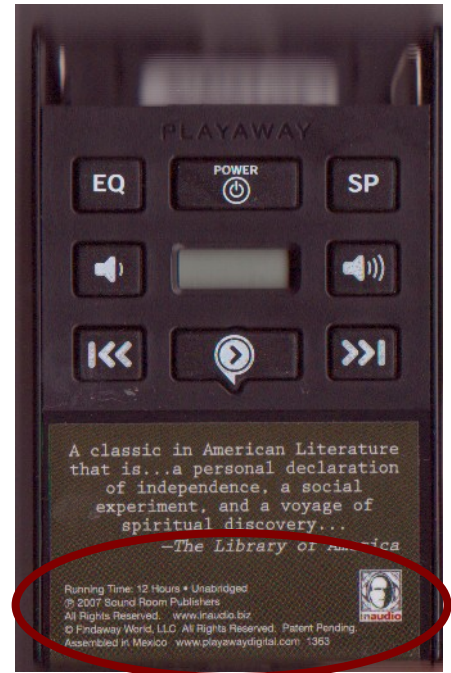 PLAYAWAY
EQ
POWER
SP
A classic in American Literature
that is...a personal declaration
of independence, a social
experiment, and a voyage of
spiritual discovery...
—The Library of America
Running Time: 12 Hours • Unabridged
℗ 2007 Sound Room Publishers
All Rights Reserved. www.inaudio.biz
© Findaway World, LLC All Rights Reserved. Patent Pending.
Assembled in Mexico www.playawaydigital.com 1363
inaudio